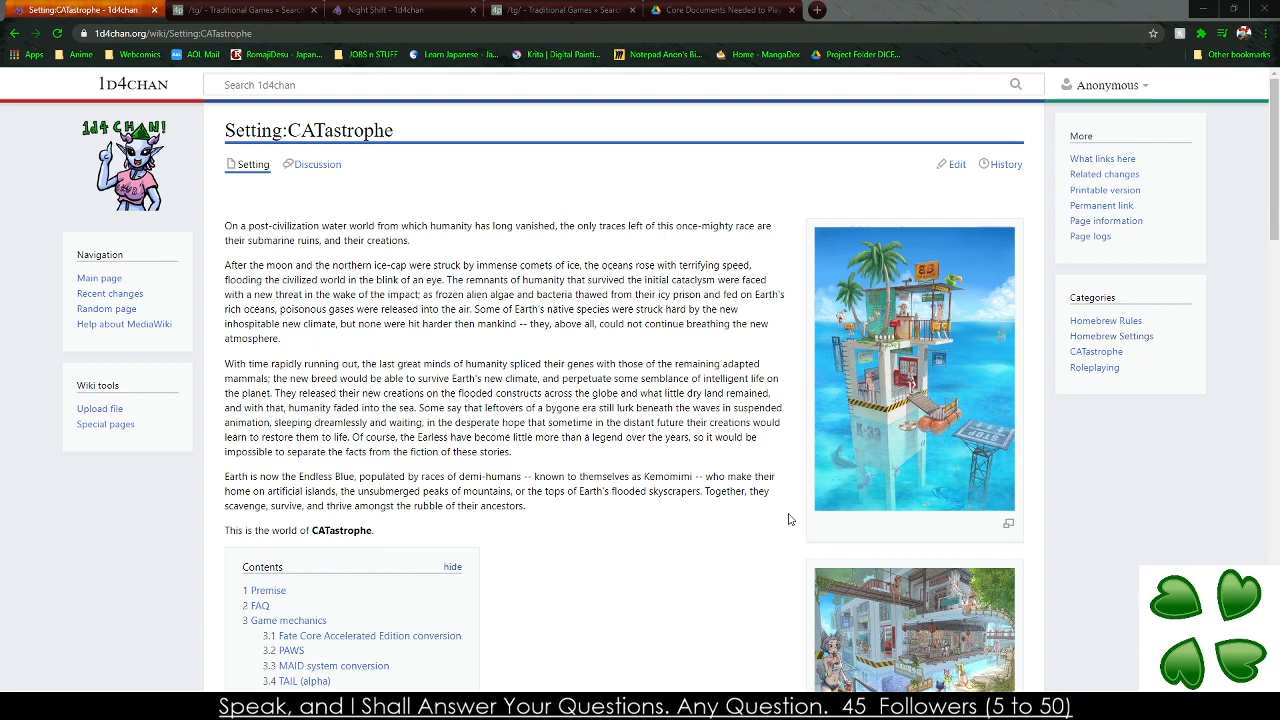 Setting:CATastrophe - 1d4chan
/tg/ - Traditional Games » Searc
Night Shift - 1d4chan
/tg/ - Traditional Games » Search
Core Documents Needed to Play
1d4chan.org/wiki/Setting:CATastrophe
Apps
Anime
Webcomics
AOL Mail
RomajiDesu - Japan...
JOBS n STUFF
Learn Japanese - Ja...
Krita | Digital Painti...
Notepad Anon's Bi...
Home - MangaDex
Project Folder DICE...
Other bookmarks
1D4CHAN
Search 1d4chan
Anonymous
1d4 CHAN!
Setting:CATastrophe
Setting
Discussion
Edit
History
On a post-civilization water world from which humanity has long vanished, the only traces left of this once-mighty race are
their submarine ruins, and their creations.
After the moon and the northern ice-cap were struck by immense comets of ice, the oceans rose with terrifying speed,
flooding the civilized world in the blink of an eye. The remnants of humanity that survived the initial cataclysm were faced
with a new threat in the wake of the impact; as frozen alien algae and bacteria thawed from their icy prison and fed on Earth's
rich oceans, poisonous gases were released into the air. Some of Earth's native species were struck hard by the new
inhospitable new climate, but none were hit harder then mankind -- they, above all, could not continue breathing the new
atmosphere.
With time rapidly running out, the last great minds of humanity spliced their genes with those of the remaining adapted
mammals; the new breed would be able to survive Earth's new climate, and perpetuate some semblance of intelligent life on
the planet. They released their new creations on the flooded constructs across the globe and what little dry land remained,
and with that, humanity faded into the sea. Some say that leftovers of a bygone era still lurk beneath the waves in suspended
animation, sleeping dreamlessly and waiting, in the desperate hope that sometime in the distant future their creations would
learn to restore them to life. Of course, the Earless have become little more than a legend over the years, so it would be
impossible to separate the facts from the fiction of these stories.
Earth is now the Endless Blue, populated by races of demi-humans -- known to themselves as Kemomimi -- who make their
home on artificial islands, the unsubmerged peaks of mountains, or the tops of Earth's flooded skyscrapers. Together, they
scavenge, survive, and thrive amongst the rubble of their ancestors.
This is the world of CATastrophe.
Contents
hide
1 Premise
2 FAQ
3 Game mechanics
3.1 Fate Core Accelerated Edition conversion
3.2 PAWS
3.3 MAID system conversion
3.4 TAIL (alpha)
Navigation
Main page
Recent changes
Random page
Help about MediaWiki
Wiki tools
Upload file
Special pages
K-33
2015
More
What links here
Related changes
Printable version
Permanent link
Page information
Page logs
Categories
Homebrew Rules
Homebrew Settings
CATastrophe
Roleplaying
Speak, and I Shall Answer Your Questions. Any Question. 45 Followers (5 to 50)